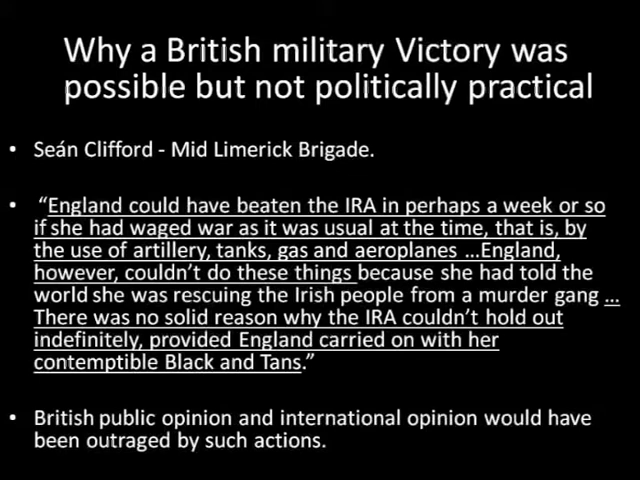 Why a British military Victory was
possible but not politically practical
• Seán Clifford - Mid Limerick Brigade.
• “England could have beaten the IRA in perhaps a week or so
if she had waged war as it was usual at the time, that is, by
the use of artillery, tanks, gas and aeroplanes ...England,
however, couldn’t do these things because she had told the
world she was rescuing the Irish people from a murder gang ...
There was no solid reason why the IRA couldn’t hold out
indefinitely, provided England carried on with her
contemptible Black and Tans.”
• British public opinion and international opinion would have
been outraged by such actions.